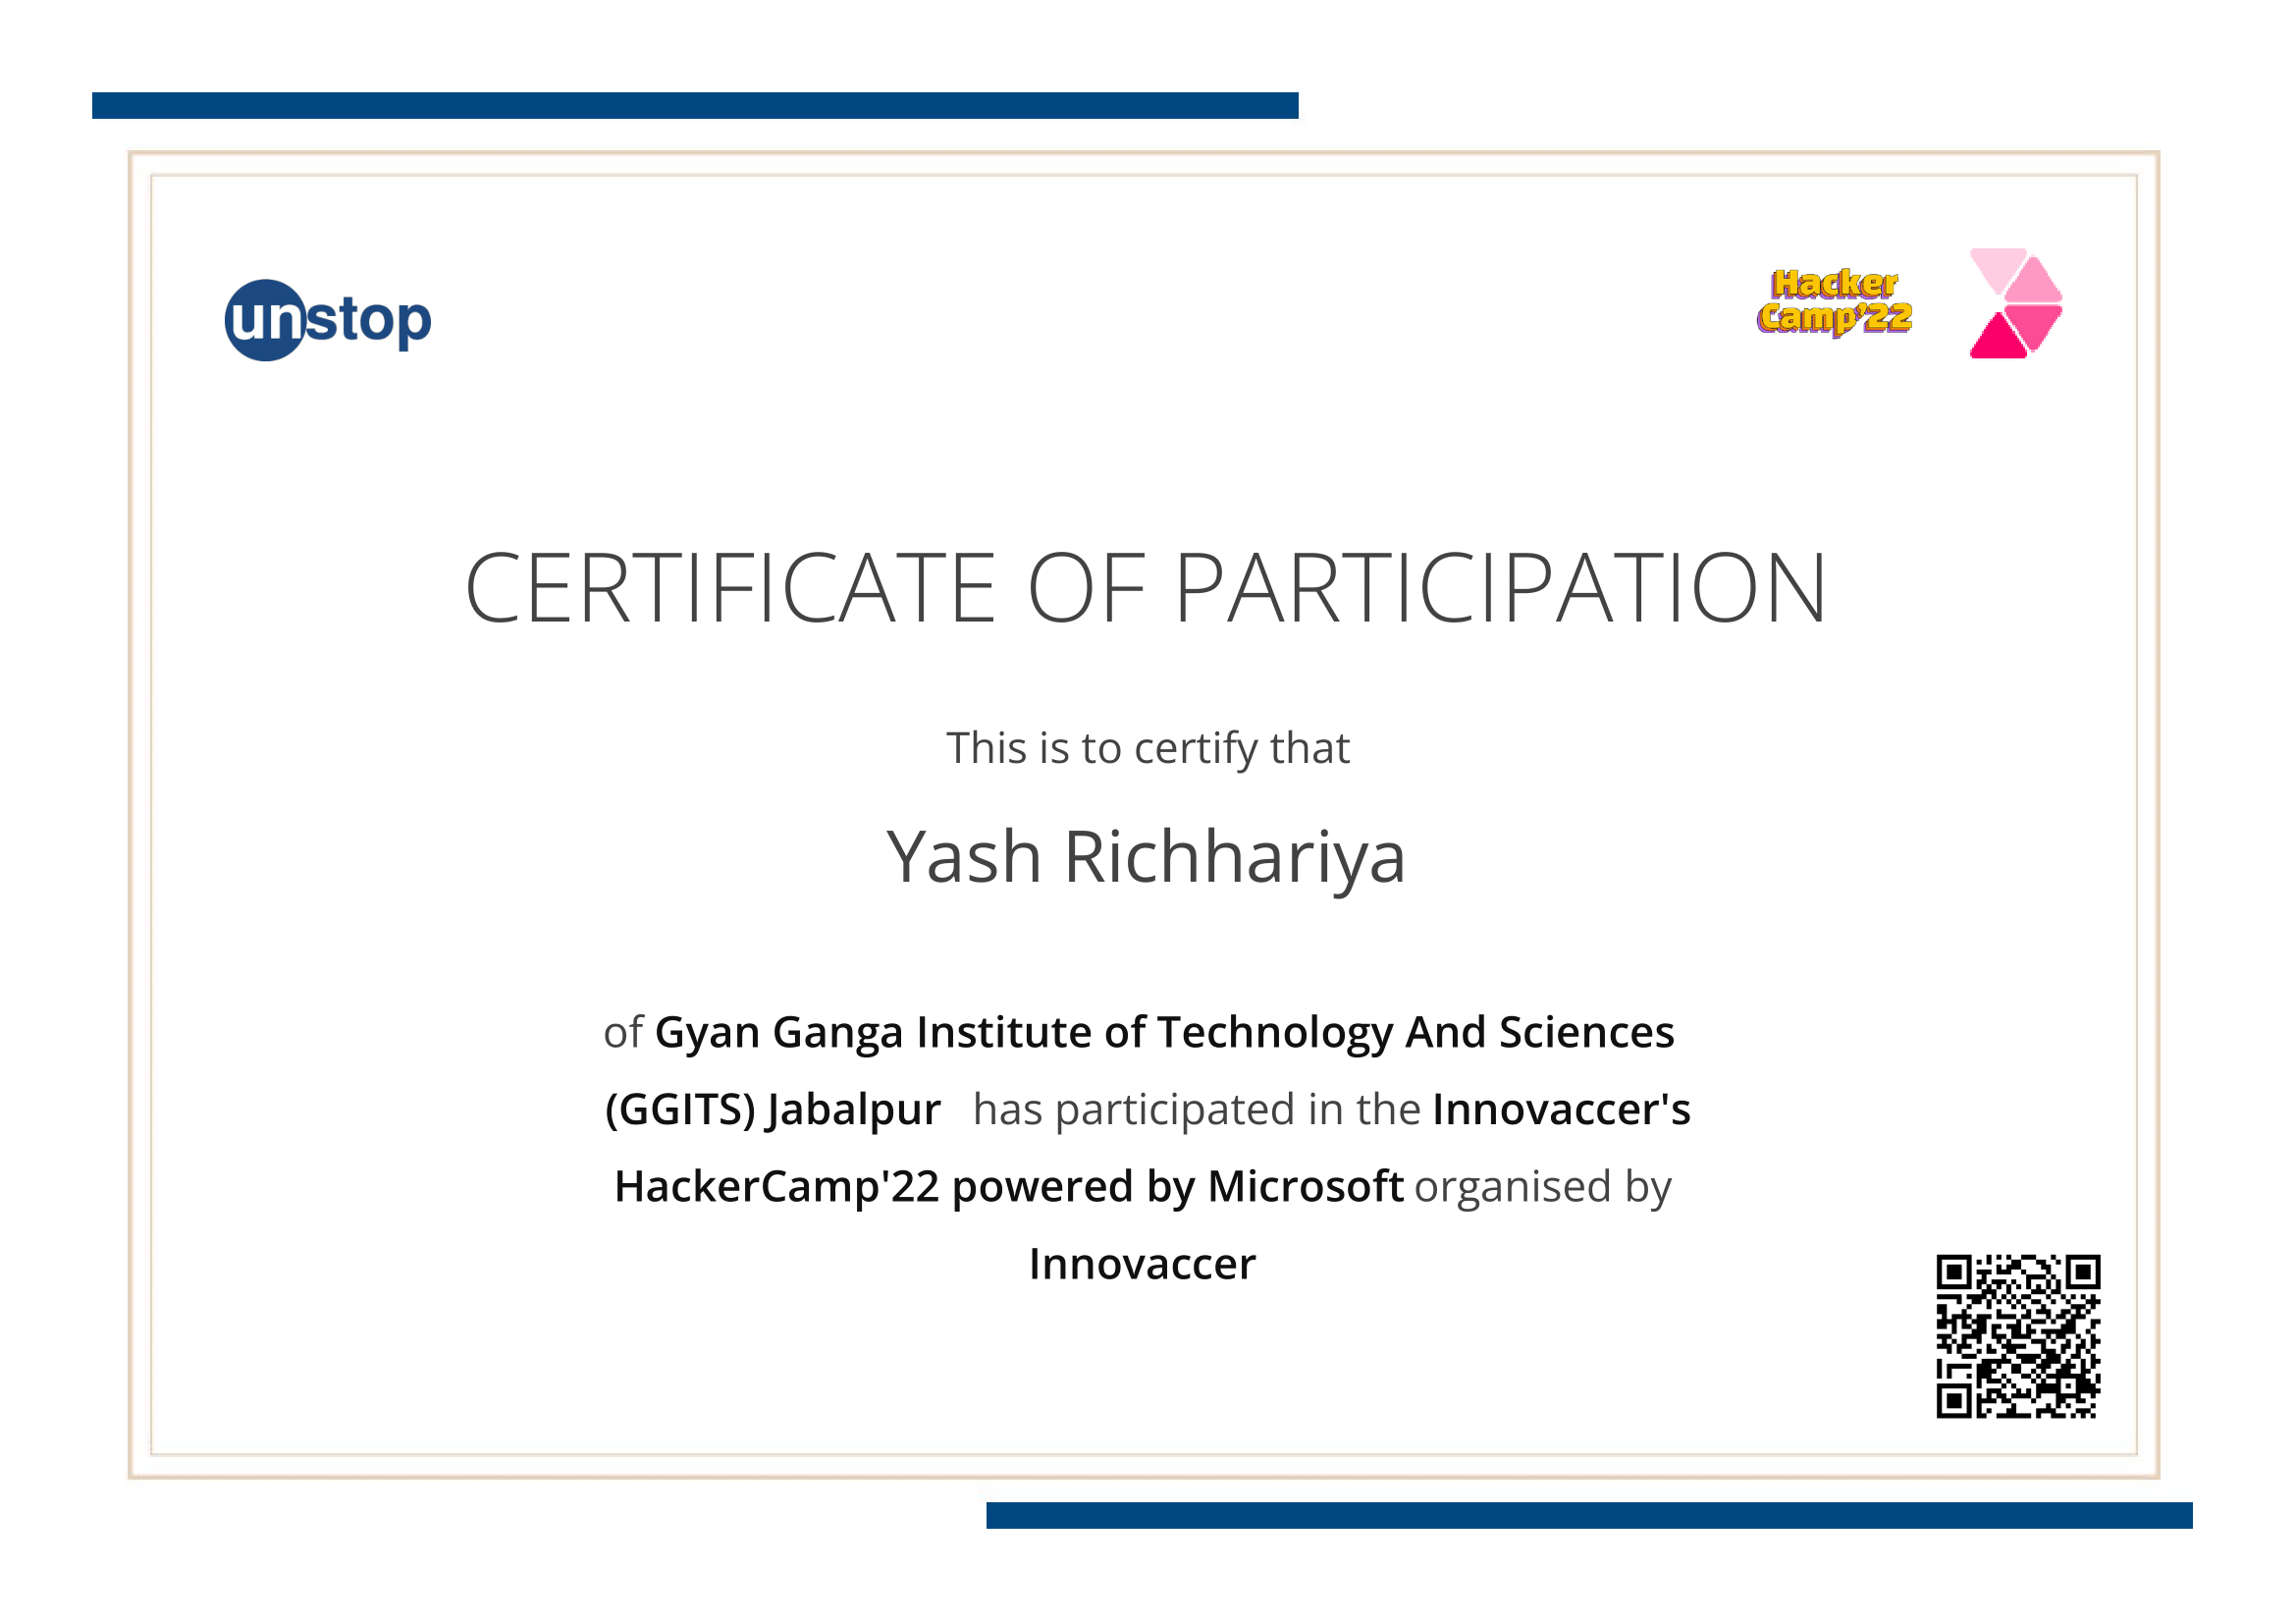 unstop
Hacker
Camp'22
CERTIFICATE OF PARTICIPATION
This is to certify that
Yash Richhariya
of Gyan Ganga Institute of Technology And Sciences
(GGITS) Jabalpur has participated in the Innovaccer's
HackerCamp'22 powered by Microsoft organised by
Innovaccer